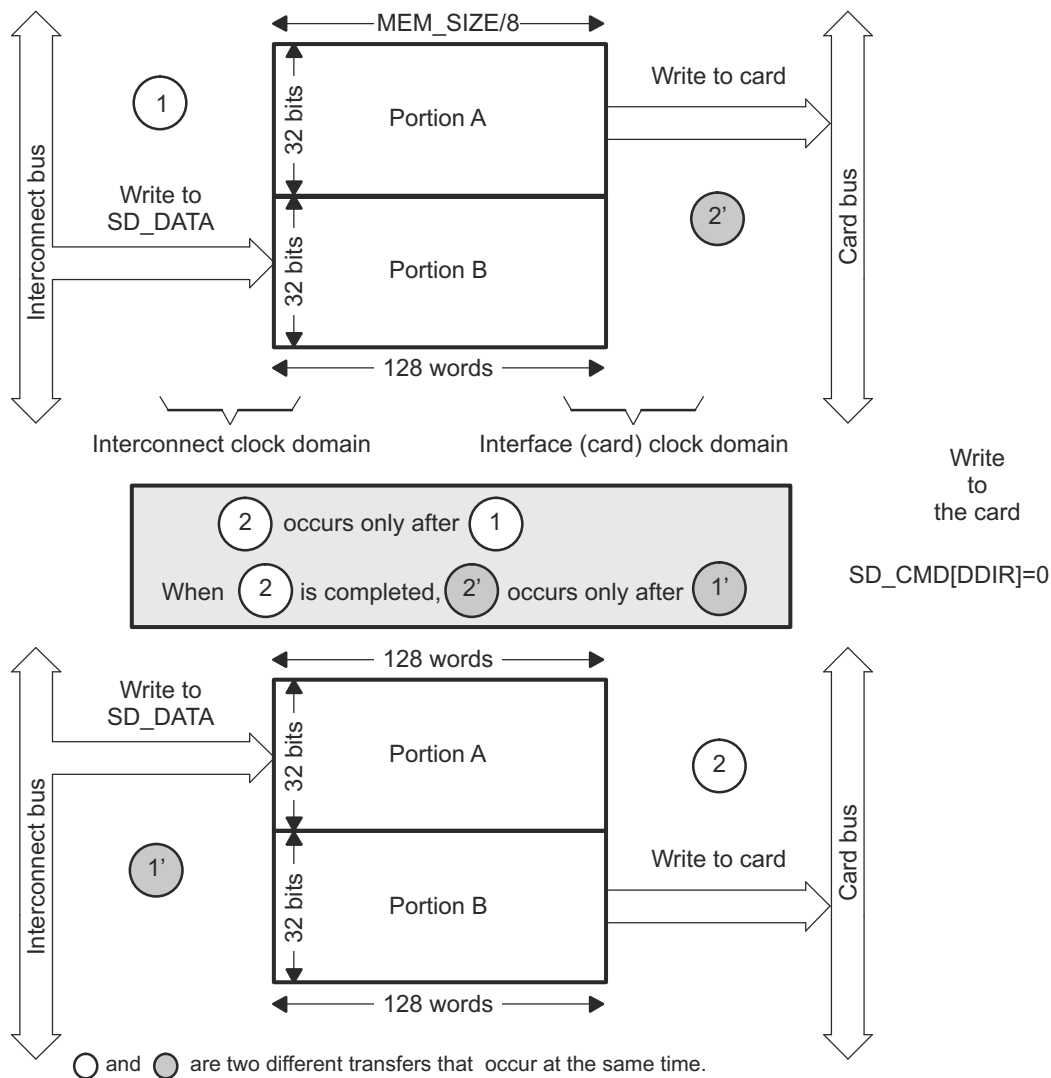 MEM_SIZE/8
Interconnect bus
1
Write to
SD_DATA
32 bits
Portion A
32 bits
Portion B
Write to card
2’
Card bus
128 words
Interconnect clock domain
Interface (card) clock domain
2 occurs only after 1
When 2 is completed, 2’ occurs only after 1’
Write
to
the card
SD_CMD[DDIR]=0
128 words
Interconnect bus
Write to
SD_DATA
1’
32 bits
Portion A
32 bits
Portion B
2
Write to card
Card bus
128 words
and are two different transfers that occur at the same time.